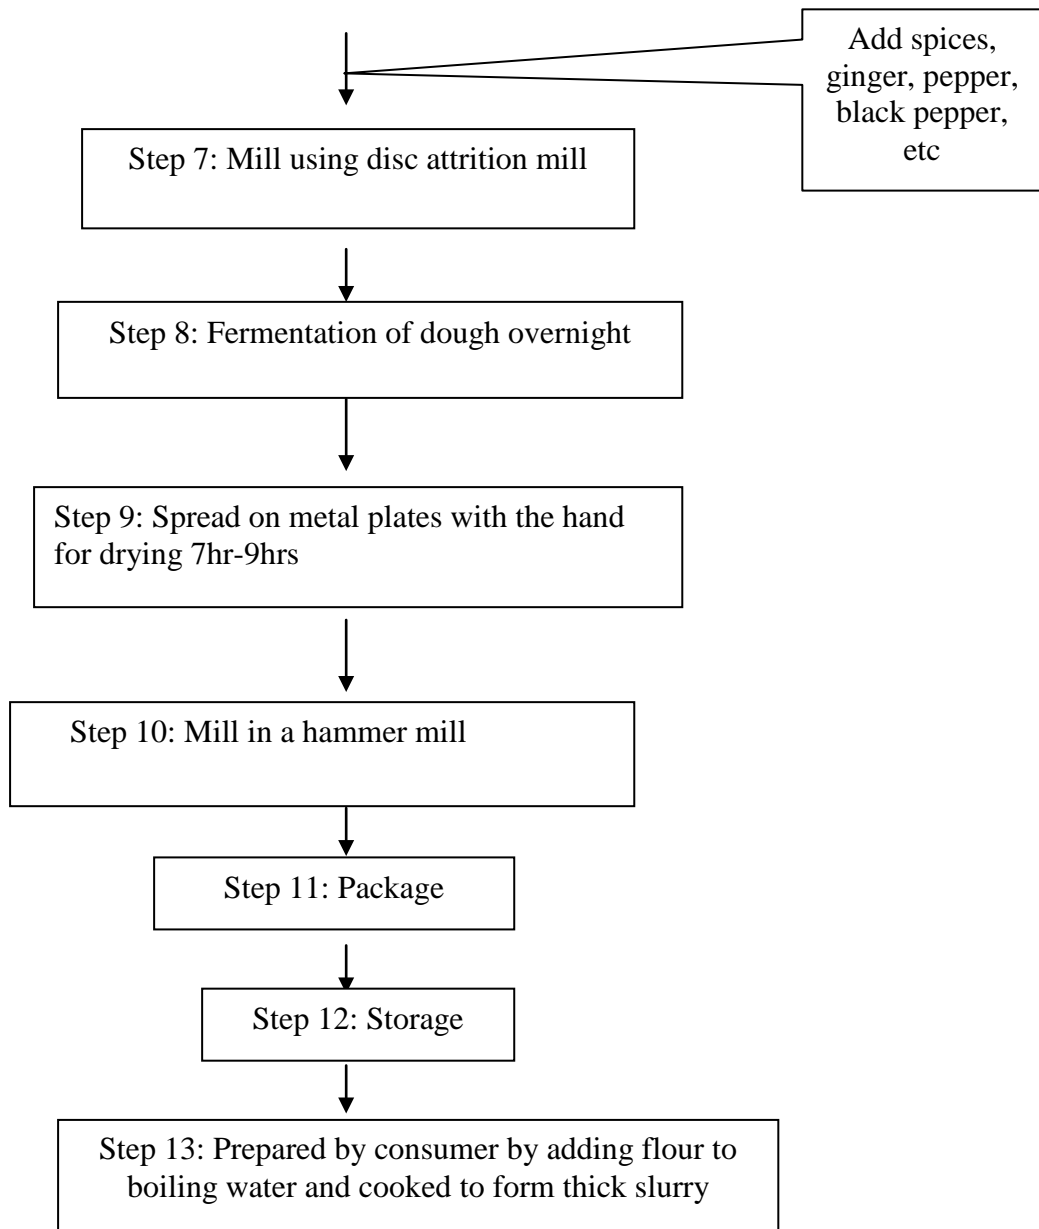 Add spices,
ginger, pepper,
black pepper,
etc
Step 7: Mill using disc attrition mill
Step 8: Fermentation of dough overnight
Step 9: Spread on metal plates with the hand
for drying 7hr-9hrs
Step 10: Mill in a hammer mill
Step 11: Package
Step 12: Storage
Step 13: Prepared by consumer by adding flour to
boiling water and cooked to form thick slurry